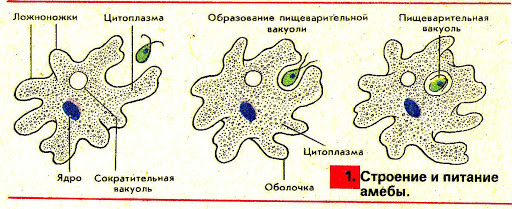 Ложноножки
Цитоплазма
Образование пищеварительной
вакуоли
Пищеварительная
вакуоль
Ядро
Сократительная
вакуоль
Цитоплазма
Оболочка
1. Строение и питание
амебы.